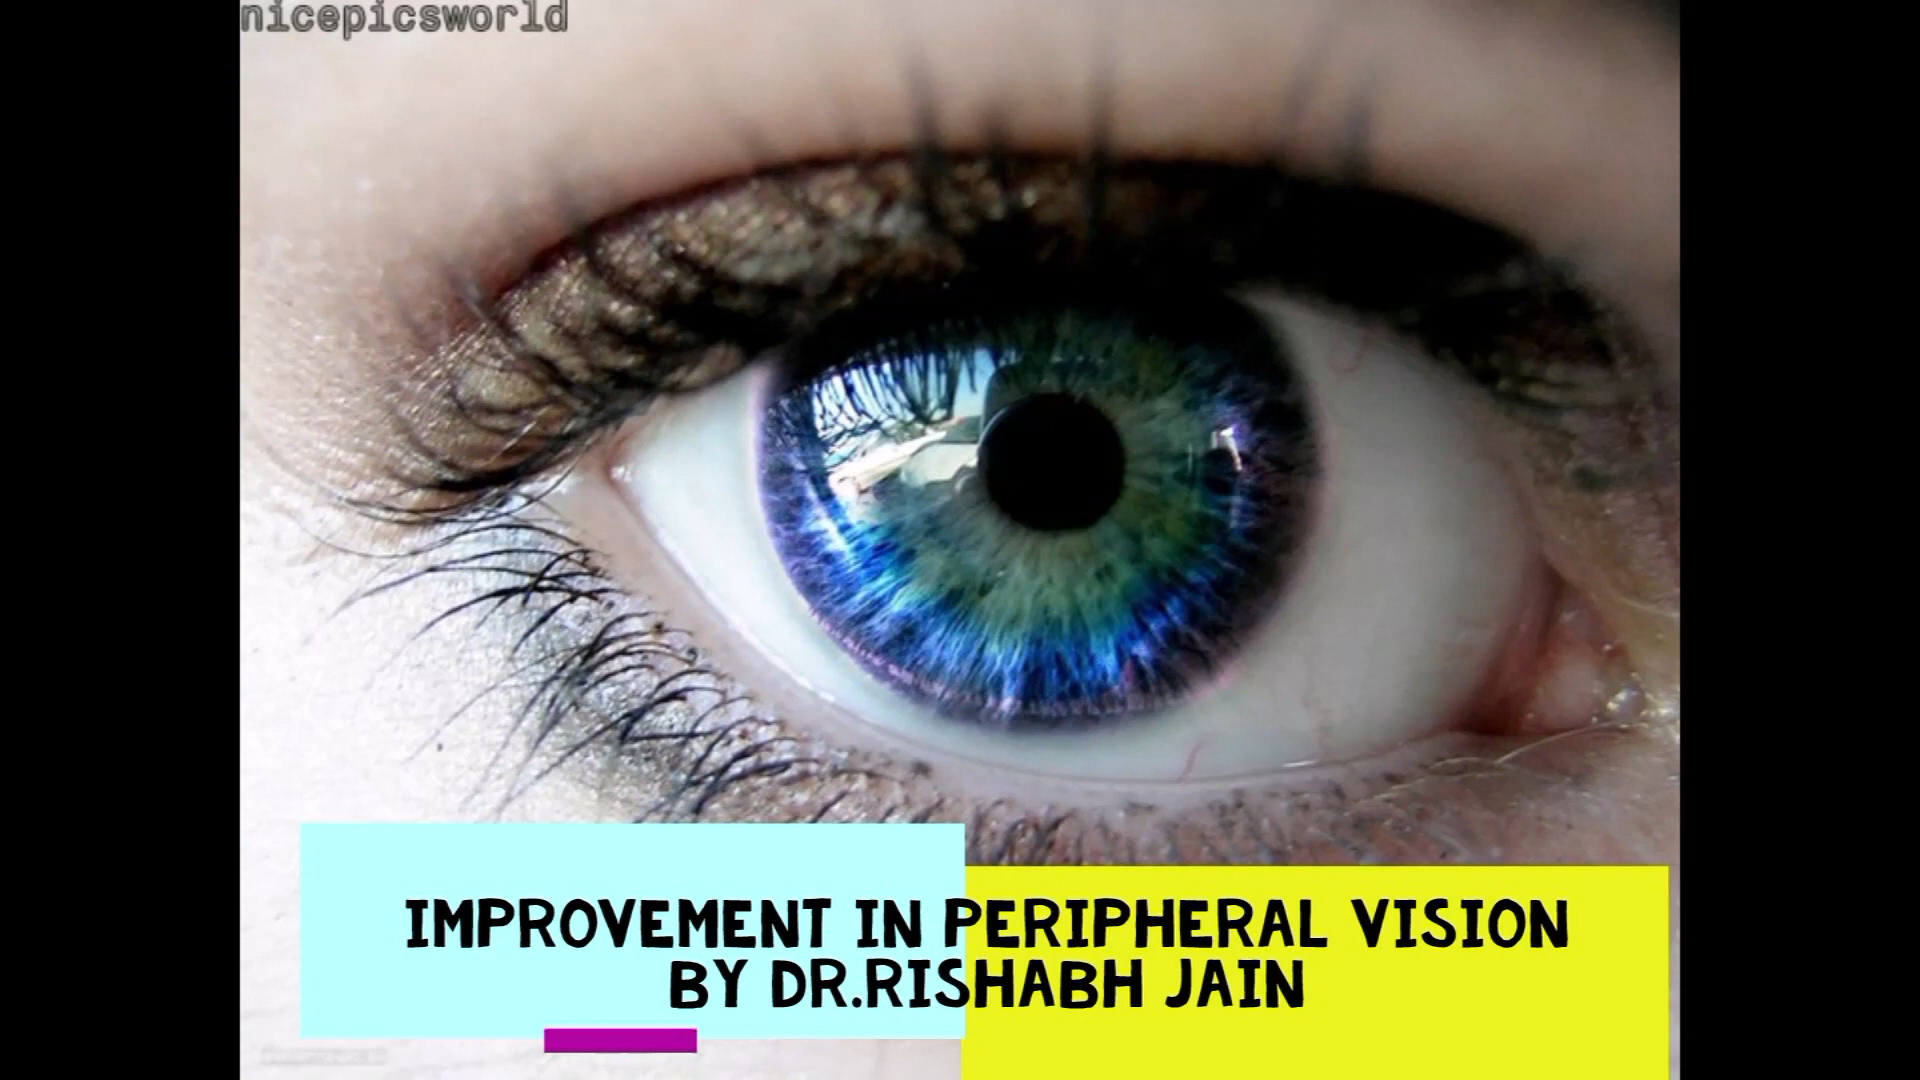 nicepicsworld
IMPROVEMENT IN PERIPHERAL VISION
BY DR.RISHABH JAIN